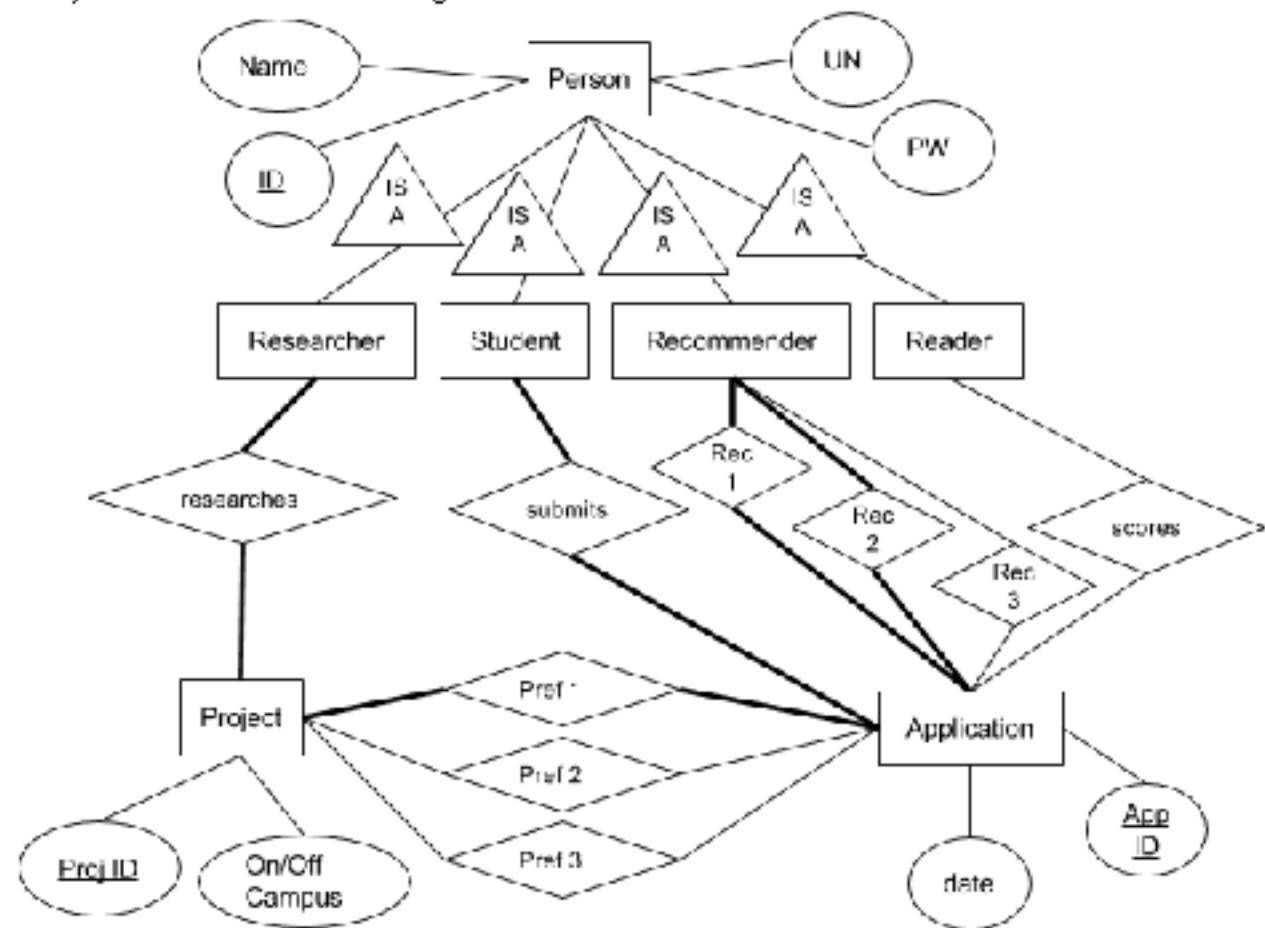 Name
Person
UN
ID
PW
IS
A
IS
A
IS
A
IS
A
Researcher
Student
Recommender
Reader
researches
submits
Rec
1
Rec
2
Rec
3
scores
Project
Pref 1
Pref 2
Pref 3
Application
Proj ID
On/Off
Campus
date
App
ID